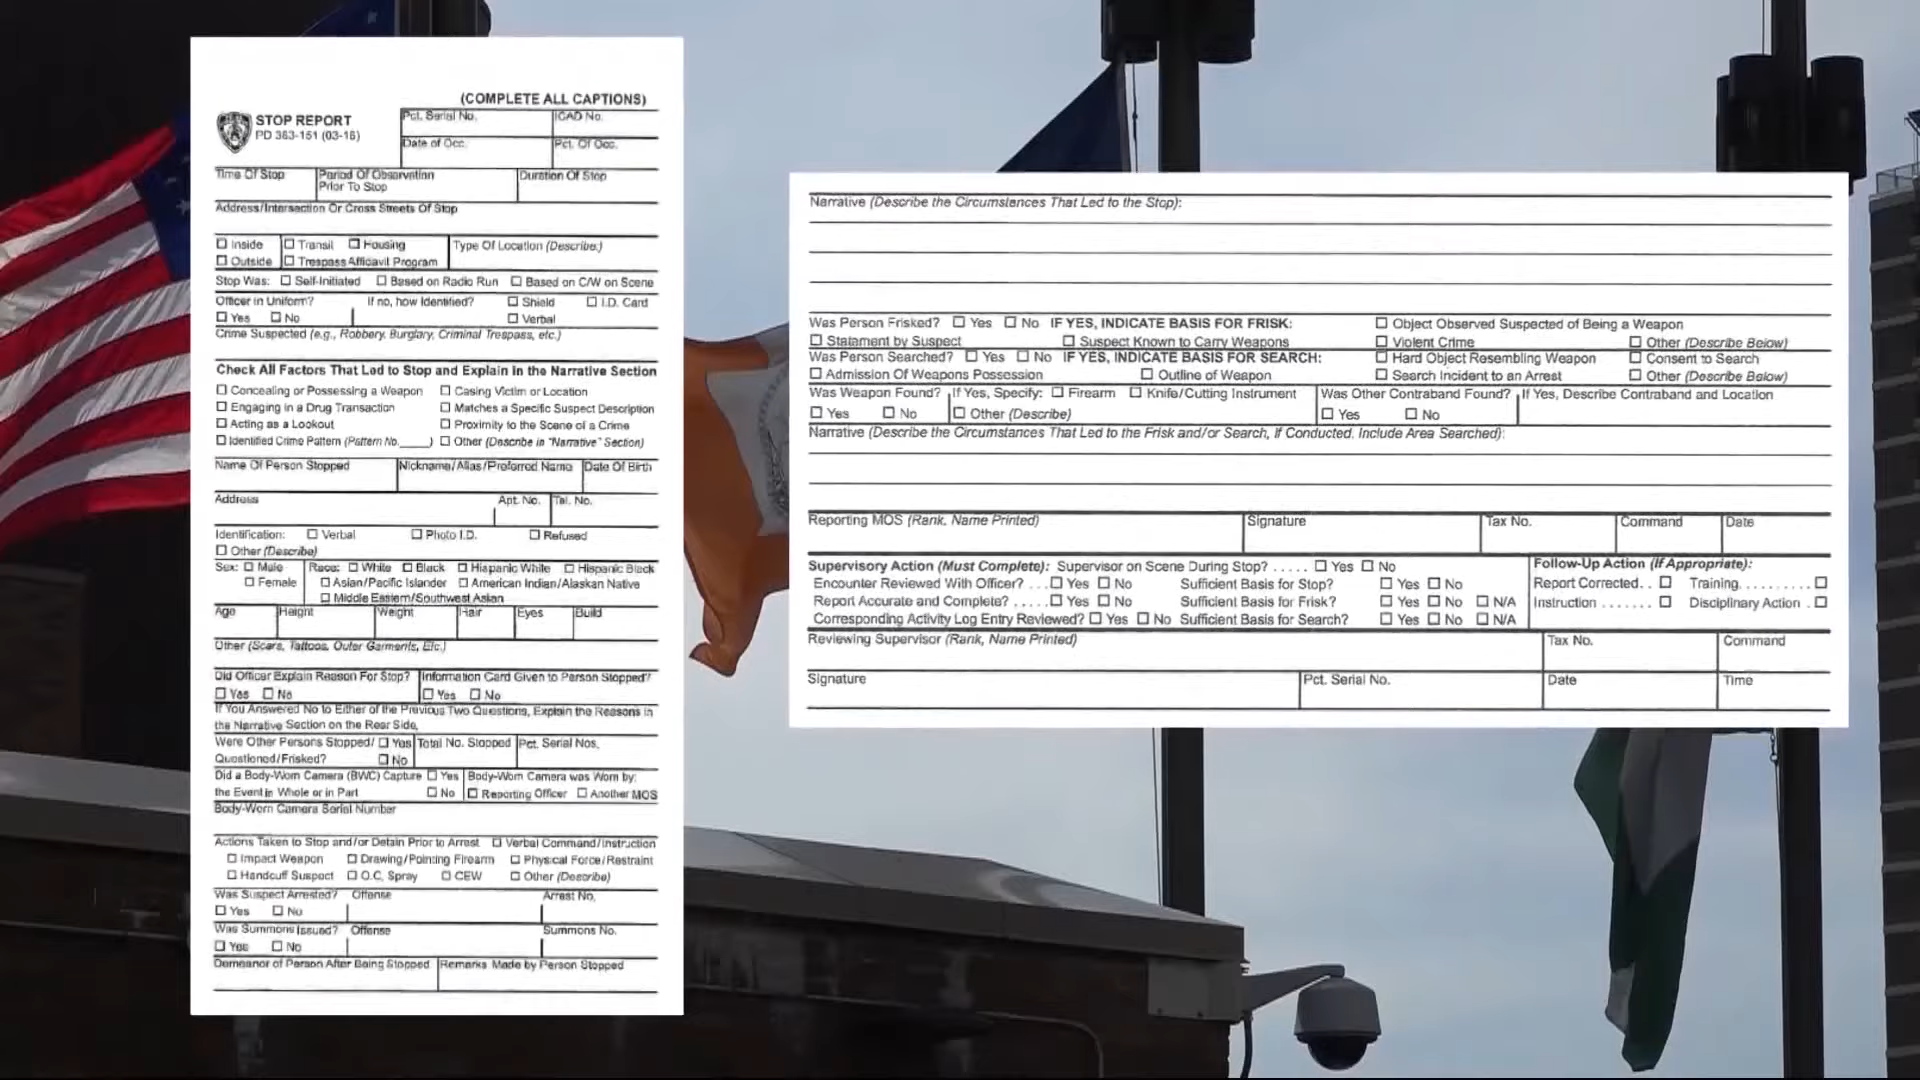 (COMPLETE ALL CAPTIONS)
STOP REPORT
PD 383-151 (03-16)
Pct. Serial No. ICAD No.
Date of Occ. Pct. Of Occ.
Time Of Stop Period Of Observation Prior To Stop Duration Of Stop
Address/Intersection Or Cross Streets Of Stop
☐ Inside ☐ Transit ☐ Housing Type Of Location (Describe:)
☐ Outside ☐ Trespass Affidavit Program
Stop Was: ☐ Self-Initiated ☐ Based on Radio Run ☐ Based on C/W on Scene
Officer in Uniform? If no, how Identified? ☐ Shield ☐ I.D. Card
☐ Yes ☐ No ☐ Verbal
Crime Suspected (e.g., Robbery, Burglary, Criminal Trespass, etc.)
Check All Factors That Led to Stop and Explain in the Narrative Section
☐ Concealing or Possessing a Weapon ☐ Casing Victim or Location
☐ Engaging in a Drug Transaction ☐ Matches a Specific Suspect Description
☐ Acting as a Lookout ☐ Proximity to the Scene of a Crime
☐ Identified Crime Pattern (Pattern No.______) ☐ Other (Describe in "Narrative" Section)
Name Of Person Stopped Nickname/Alias/Preferred Name Date Of Birth
Address Apt. No. Tel. No.
Identification: ☐ Verbal ☐ Photo I.D. ☐ Refused
☐ Other (Describe)
Sex: ☐ Male Race: ☐ White ☐ Black ☐ Hispanic White ☐ Hispanic Black
☐ Female ☐ Asian/Pacific Islander ☐ American Indian/Alaskan Native
☐ Middle Eastern/Southwest Asian
Age Height Weight Hair Eyes Build
Other (Scars, Tattoos, Outer Garments, Etc.)
Did Officer Explain Reason For Stop? Information Card Given to Person Stopped?
☐ Yes ☐ No ☐ Yes ☐ No
If You Answered No to Either of the Previous Two Questions, Explain the Reasons in
the Narrative Section on the Rear Side.
Were Other Persons Stopped/ ☐ Yes Total No. Stopped Pct. Serial Nos.
Questioned/Frisked? ☐ No
Did a Body-Worn Camera (BWC) Capture ☐ Yes Body-Worn Camera was Worn by:
the Event in Whole or in Part ☐ No ☐ Reporting Officer ☐ Another MOS
Body-Worn Camera Serial Number
Actions Taken to Stop and/or Detain Prior to Arrest ☐ Verbal Command/Instruction
☐ Impact Weapon ☐ Drawing/Pointing Firearm ☐ Physical Force/Restraint
☐ Handcuff Suspect ☐ O.C. Spray ☐ CEW ☐ Other (Describe)
Was Suspect Arrested? Offense Arrest No.
☐ Yes ☐ No
Was Summons Issued? Offense Summons No.
☐ Yes ☐ No
Demeanor of Person After Being Stopped Remarks Made by Person Stopped
Narrative (Describe the Circumstances That Led to the Stop):
Was Person Frisked? ☐ Yes ☐ No IF YES, INDICATE BASIS FOR FRISK: ☐ Object Observed Suspected of Being a Weapon
☐ Statement by Suspect ☐ Suspect Known to Carry Weapons ☐ Violent Crime ☐ Other (Describe Below)
Was Person Searched? ☐ Yes ☐ No IF YES, INDICATE BASIS FOR SEARCH: ☐ Hard Object Resembling Weapon ☐ Consent to Search
☐ Admission Of Weapons Possession ☐ Outline of Weapon ☐ Search Incident to an Arrest ☐ Other (Describe Below)
Was Weapon Found? If Yes, Specify: ☐ Firearm ☐ Knife/Cutting Instrument Was Other Contraband Found? If Yes, Describe Contraband and Location
☐ Yes ☐ No ☐ Other (Describe) ☐ Yes ☐ No
Narrative (Describe the Circumstances That Led to the Frisk and/or Search, If Conducted. Include Area Searched):
Reporting MOS (Rank, Name Printed) Signature Tax No. Command Date
Supervisory Action (Must Complete): Supervisor on Scene During Stop? ..... ☐ Yes ☐ No Follow-Up Action (If Appropriate):
Encounter Reviewed With Officer? ... ☐ Yes ☐ No Sufficient Basis for Stop? ☐ Yes ☐ No Report Corrected.. ☐ Training........ ☐
Report Accurate and Complete? ..... ☐ Yes ☐ No Sufficient Basis for Frisk? ☐ Yes ☐ No ☐ N/A Instruction ....... ☐ Disciplinary Action . ☐
Corresponding Activity Log Entry Reviewed? ☐ Yes ☐ No Sufficient Basis for Search? ☐ Yes ☐ No ☐ N/A
Reviewing Supervisor (Rank, Name Printed) Tax No. Command
Signature Pct. Serial No. Date Time